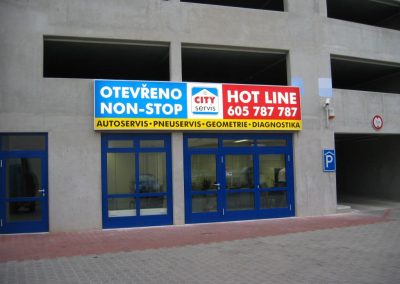 OTEVŘENO
NON-STOP
CITY
servis
HOT LINE
605 787 787
AUTOSERVIS•PNEUSERVIS•GEOMETRIE•DIAGNOSTIKA
P